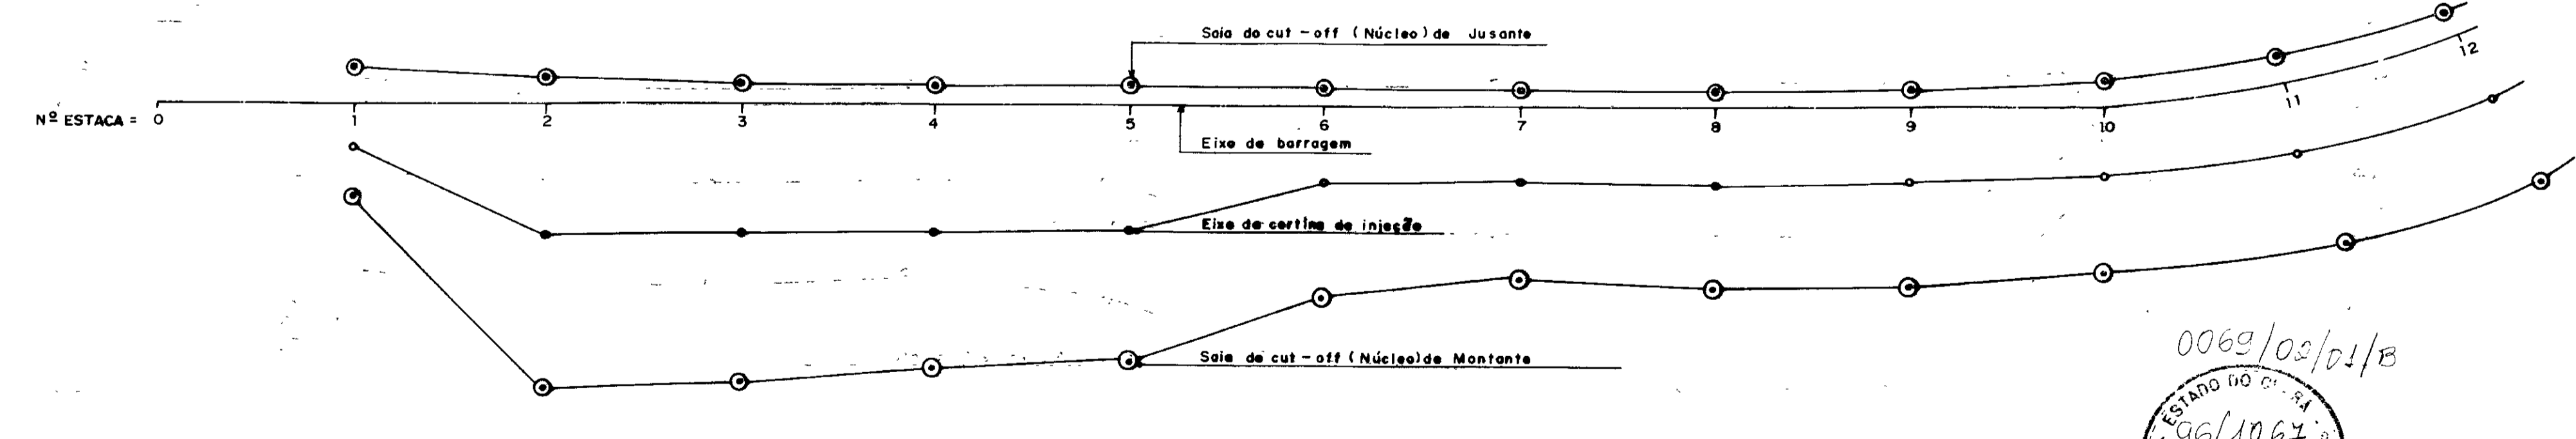 Saia do cut-off (Núcleo) de Jusante
12
11
Nº ESTACA = 0 1 2 3 4 5 6 7 8 9 10
Eixo de barragem
Eixo da cortina de injeção
Saia de cut-off (Núcleo) de Montante
0069/02/01/B
ESTADO DO
96/1067